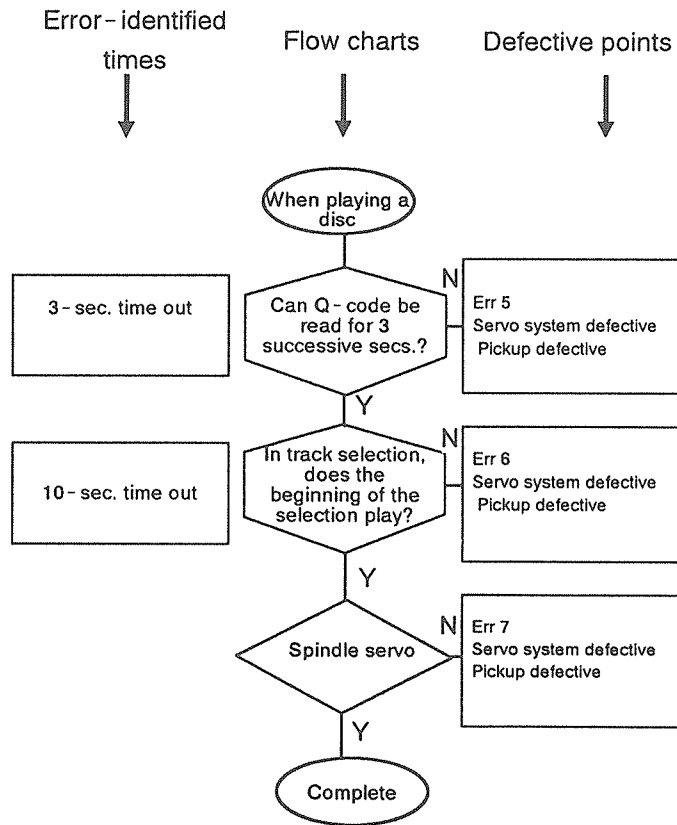 Error-identified
times
Flow charts
Defective points
When playing a
disc
3-sec. time out
Can Q-code be
read for 3
successive secs.?
N
Err 5
Servo system defective
Pickup defective
Y
10-sec. time out
In track selection,
does the
beginning of the
selection play?
N
Err 6
Servo system defective
Pickup defective
Y
Spindle servo
N
Err 7
Servo system defective
Pickup defective
Y
Complete